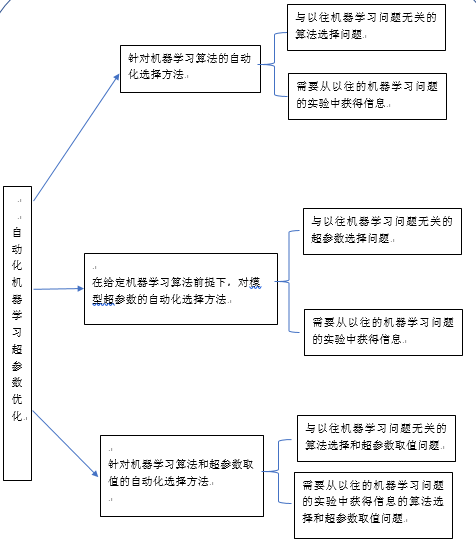 与以往机器学习问题无关的
算法选择问题
针对机器学习算法的自动
化选择方法
需要从以往的机器学习问题
的实验中获得信息
自
动
化
机
器
学
习
超
参
数
优
化
与以往机器学习问题无关的
超参数选择问题
在给定机器学习算法前提下，对模
型超参数的自动化选择方法
需要从以往的机器学习问题
的实验中获得信息
与以往机器学习问题无关的
算法选择和超参数取值问题
针对机器学习算法和超参数取
值的自动化选择方法
需要从以往的机器学习问题
的实验中获得信息的算法选
择和超参数取值问题